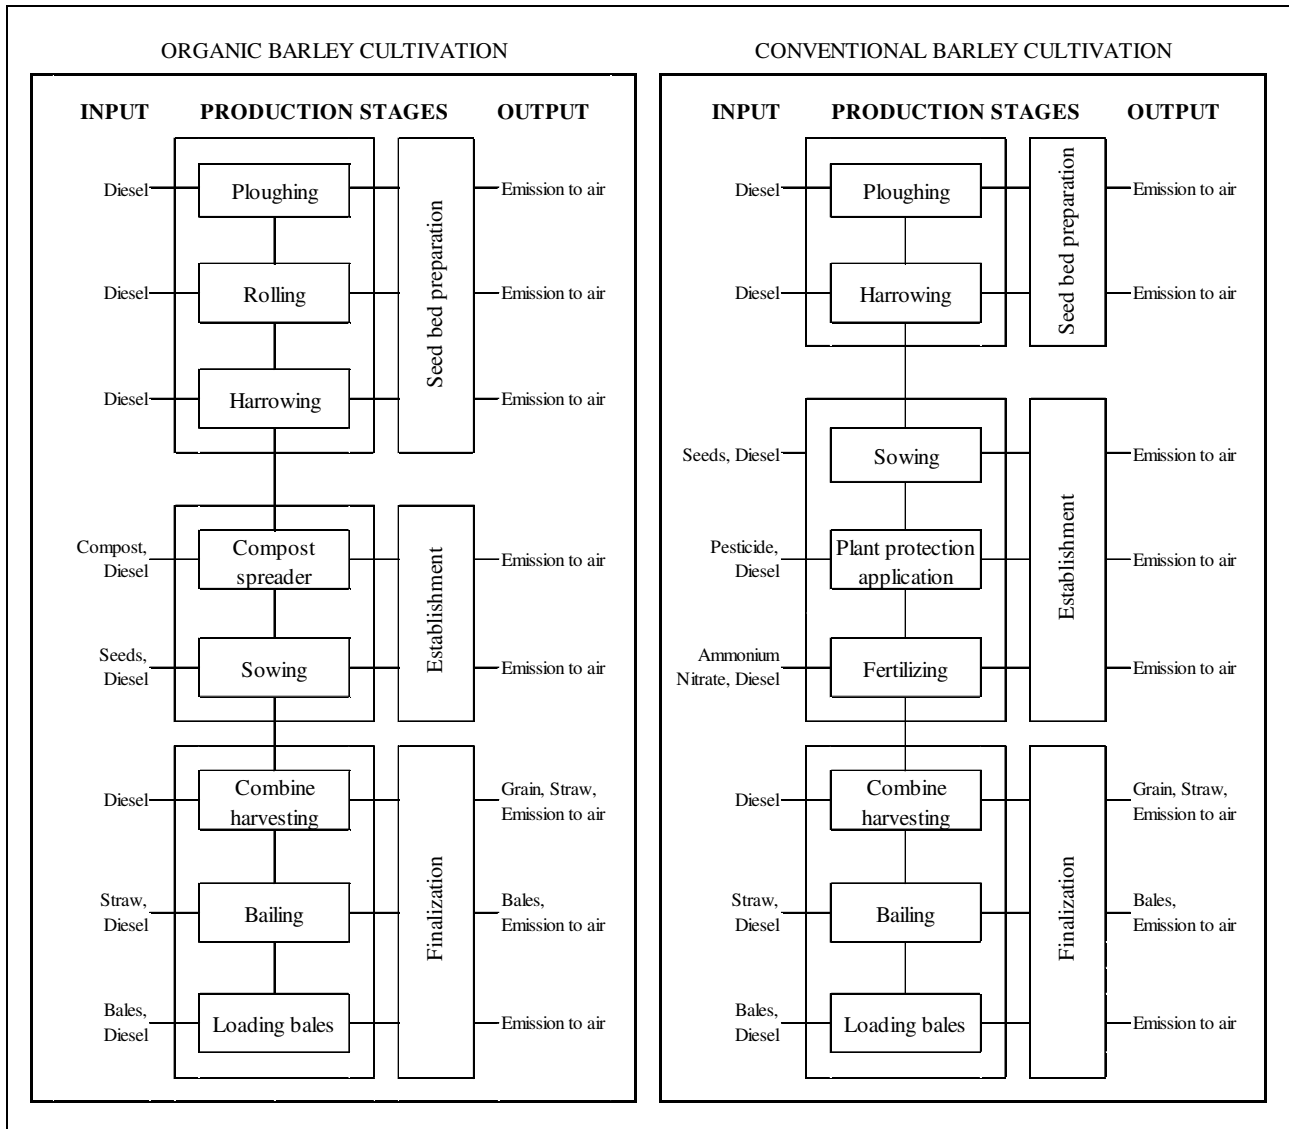 ORGANIC BARLEY CULTIVATION
INPUT PRODUCTION STAGES OUTPUT
Diesel
Ploughing
Emission to air
Diesel
Rolling
Emission to air
Diesel
Harrowing
Emission to air
Seed bed preparation
Compost,
Diesel
Compost
spreader
Emission to air
Seeds,
Diesel
Sowing
Emission to air
Establishment
Diesel
Combine
harvesting
Grain, Straw,
Emission to air
Straw,
Diesel
Bailing
Bales,
Emission to air
Bales,
Diesel
Loading bales
Emission to air
Finalization
CONVENTIONAL BARLEY CULTIVATION
INPUT PRODUCTION STAGES OUTPUT
Diesel
Ploughing
Emission to air
Diesel
Harrowing
Emission to air
Seed bed preparation
Emission to air
Seeds, Diesel
Sowing
Emission to air
Pesticide,
Diesel
Plant protection
application
Emission to air
Ammonium
Nitrate, Diesel
Fertilizing
Emission to air
Establishment
Diesel
Combine
harvesting
Grain, Straw,
Emission to air
Straw,
Diesel
Bailing
Bales,
Emission to air
Bales,
Diesel
Loading bales
Emission to air
Finalization